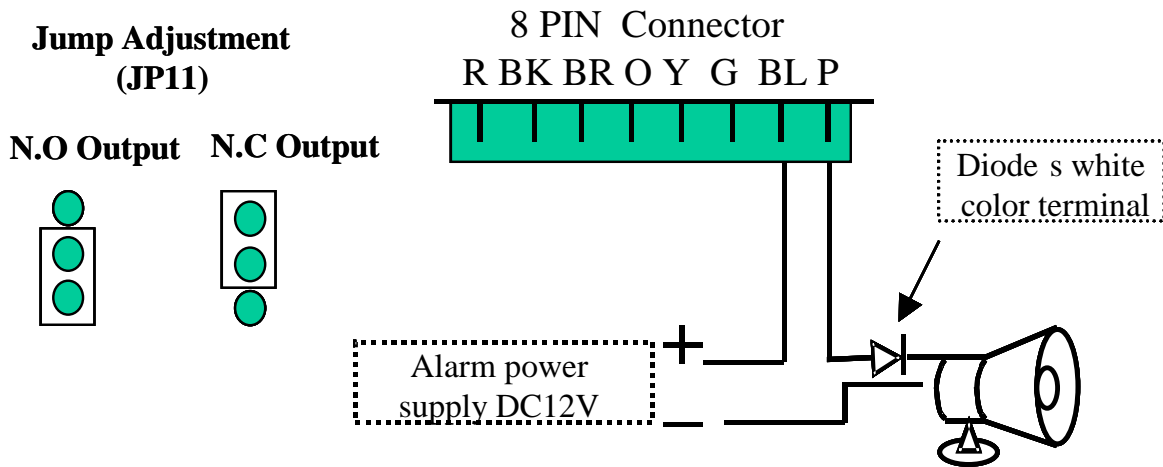 Jump Adjustment
(JP11)
N.O Output N.C Output
8 PIN Connector
R BK BR O Y G BL P
Diode s white
color terminal
+
Alarm power
supply DC12V
—